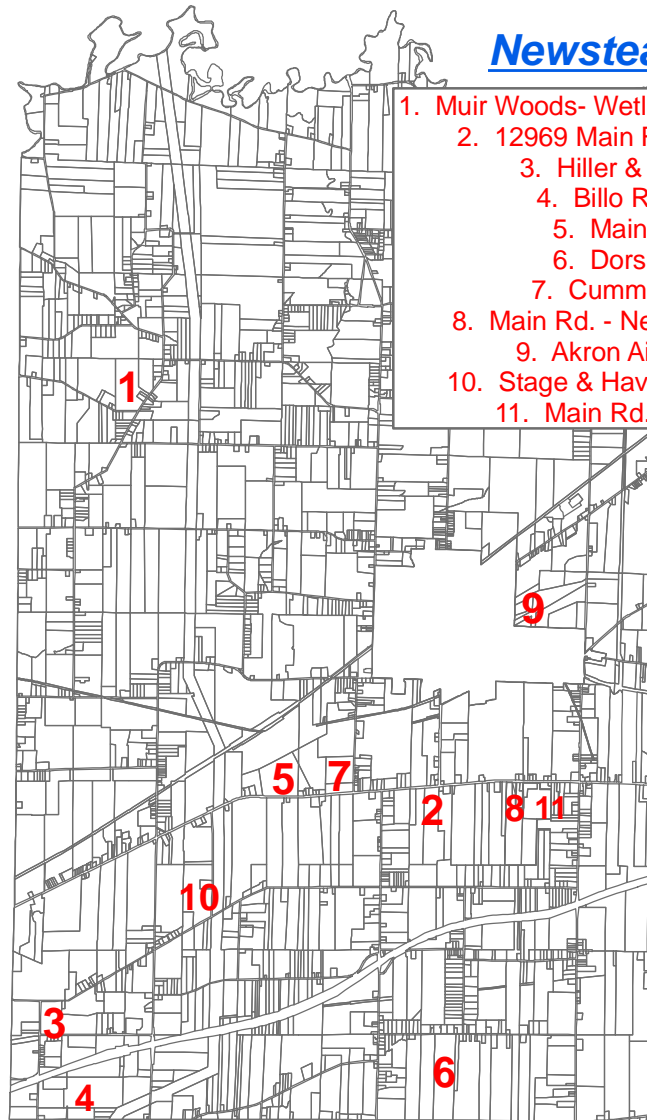 Newstea
1. Muir Woods- Wetl
2. 12969 Main R
3. Hiller &
4. Billo R
5. Main
6. Dors
7. Cumm
8. Main Rd. - Ne
9. Akron Ai
10. Stage & Hav
11. Main Rd.
1
9
5
7
2
8
11
10
3
6
4